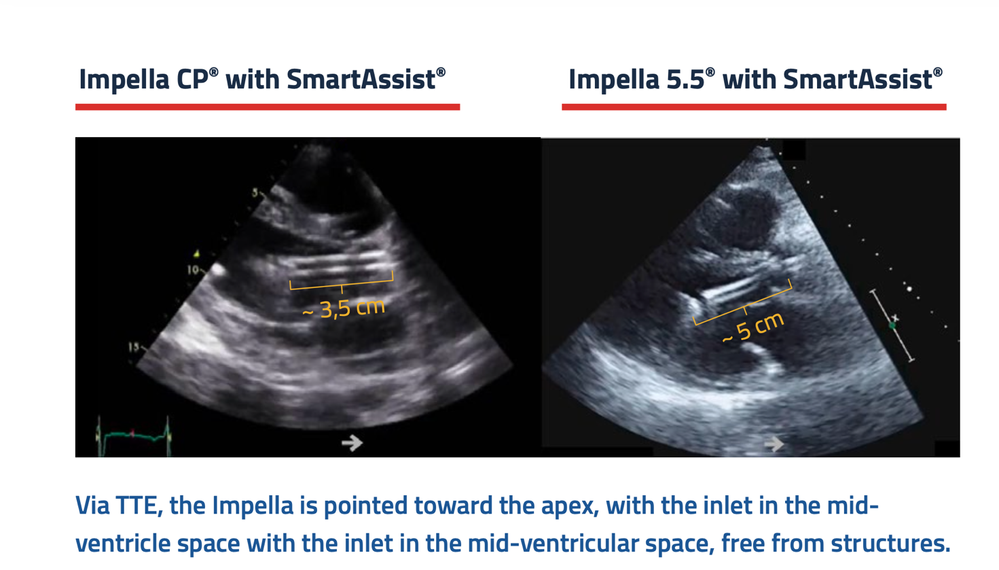 Impella CP® with SmartAssist®
Impella 5.5® with SmartAssist®
5
10
15
~ 3,5 cm
~ 5 cm
Via TTE, the Impella is pointed toward the apex, with the inlet in the mid-
ventricle space with the inlet in the mid-ventricular space, free from structures.